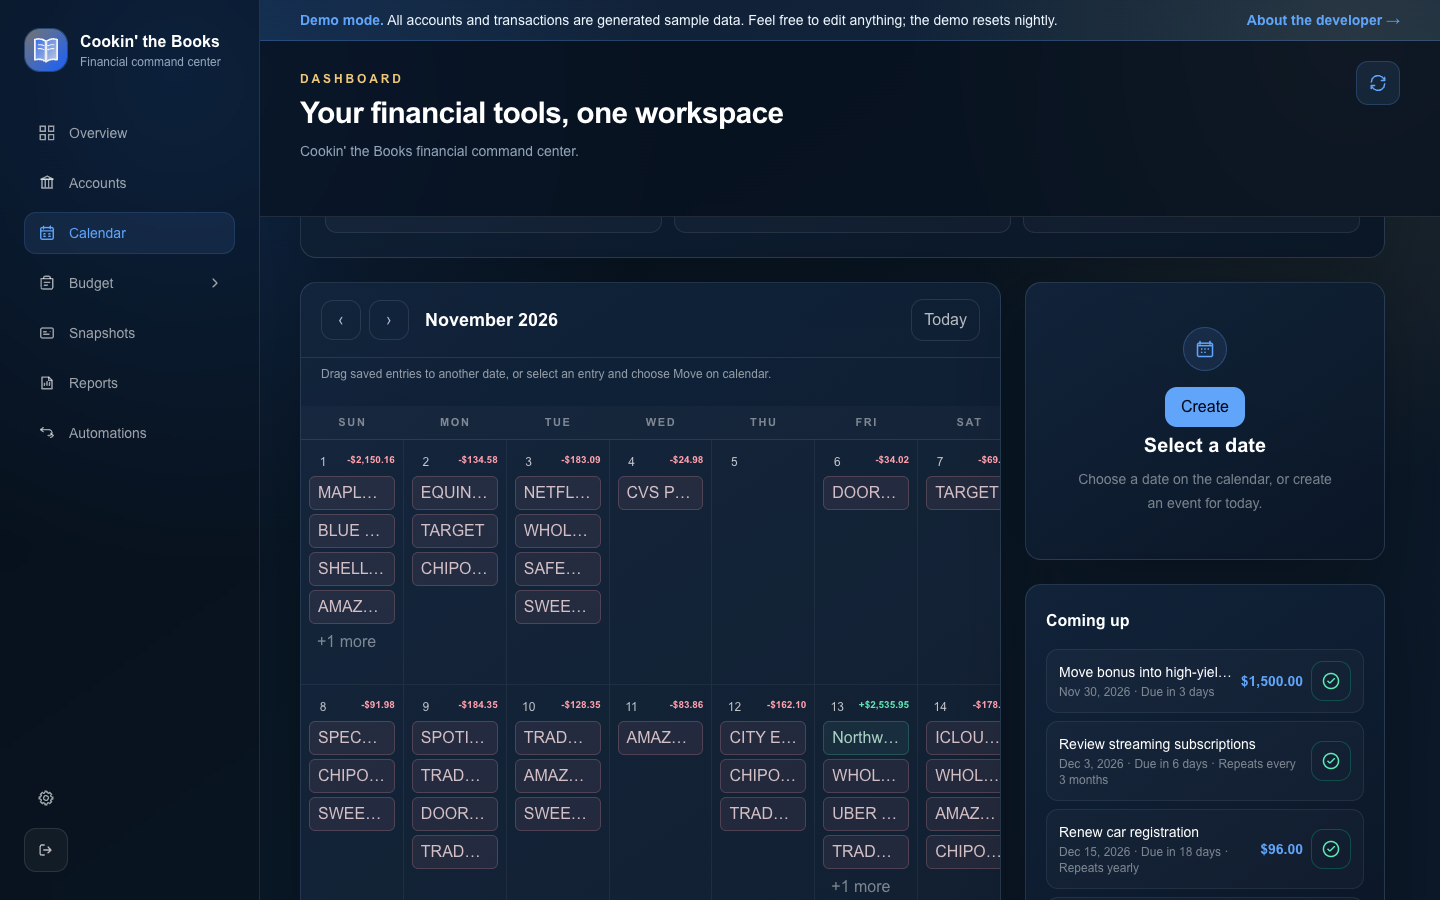 Cookin' the Books
Financial command center
Overview
Accounts
Calendar
Budget
Snapshots
Reports
Automations
Demo mode. All accounts and transactions are generated sample data. Feel free to edit anything; the demo resets nightly.
About the developer →
DASHBOARD
Your financial tools, one workspace
Cookin' the Books financial command center.
‹ › November 2026 Today
Drag saved entries to another date, or select an entry and choose Move on calendar.
SUN MON TUE WED THU FRI SAT
1 -$2,150.16 2 -$134.58 3 -$183.09 4 -$24.98 5 6 -$34.02 7 -$69.
MAPL… EQUIN… NETFL… CVS P… DOOR… TARGET
BLUE … TARGET WHOL…
SHELL… CHIPO… SAFE…
AMAZ… SWEE…
+1 more
8 -$91.98 9 -$184.35 10 -$128.35 11 -$83.86 12 -$162.10 13 +$2,535.95 14 -$178.
SPEC… SPOTI… TRAD… AMAZ… CITY E… Northw… ICLOU…
CHIPO… TRAD… AMAZ… CHIPO… WHOL… WHOL…
SWEE… DOOR… SWEE… TRAD… UBER … AMAZ…
TRAD… TRAD… CHIPO…
+1 more
Create
Select a date
Choose a date on the calendar, or create
an event for today.
Coming up
Move bonus into high-yiel… $1,500.00
Nov 30, 2026 · Due in 3 days
Review streaming subscriptions
Dec 3, 2026 · Due in 6 days · Repeats every
3 months
Renew car registration
Dec 15, 2026 · Due in 18 days · $96.00
Repeats yearly